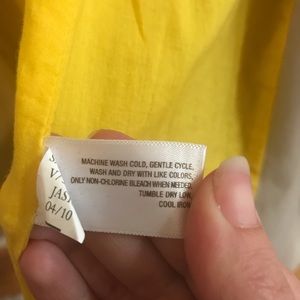 MACHINE WASH COLD, GENTLE CYCLE,
WASH AND DRY WITH LIKE COLORS,
ONLY NON-CHLORINE BLEACH WHEN NEEDED
TUMBLE DRY LOW,
COOL IRON
04/10